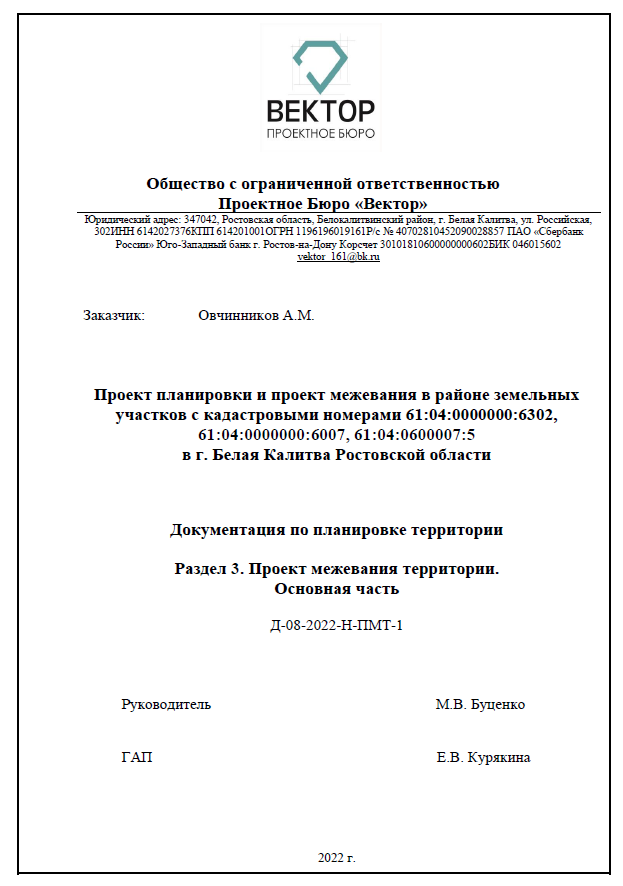 ВЕКТОР
ПРОЕКТНОЕ БЮРО
Общество с ограниченной ответственностью
Проектное Бюро «Вектор»
Юридический адрес: 347042, Ростовская область, Белокалитвинский район, г. Белая Калитва, ул. Российская,
302ИНН 6142027376КПП 614201001ОГРН 1196196019161Р/с № 40702810452090028857 ПАО «Сбербанк
России» Юго-Западный банк г. Ростов-на-Дону Корсчет 30101810600000000602БИК 046015602
vektor_161@bk.ru
Заказчик: Овчинников А.М.
Проект планировки и проект межевания в районе земельных
участков с кадастровыми номерами 61:04:0000000:6302,
61:04:0000000:6007, 61:04:0600007:5
в г. Белая Калитва Ростовской области
Документация по планировке территории
Раздел 3. Проект межевания территории.
Основная часть
Д-08-2022-Н-ПМТ-1
Руководитель М.В. Буценко
ГАП Е.В. Курякина
2022 г.